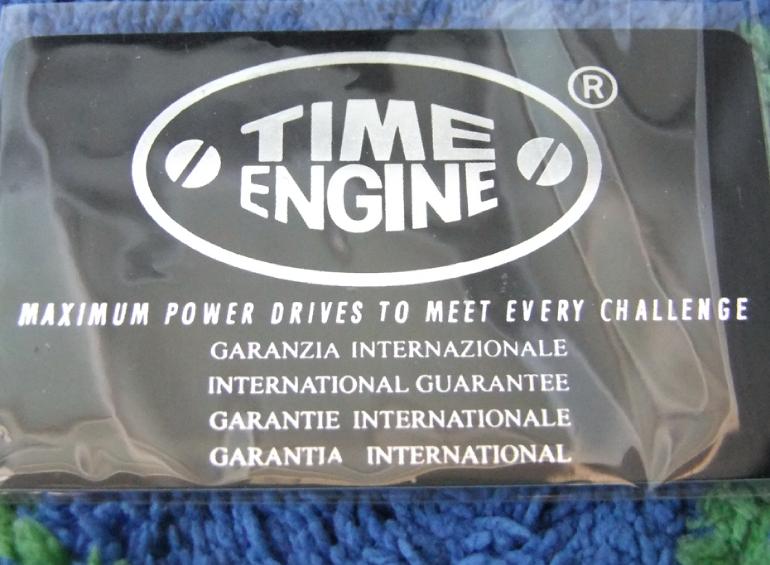 TIME
ENGINE
®
MAXIMUM POWER DRIVES TO MEET EVERY CHALLENGE
GARANZIA INTERNAZIONALE
INTERNATIONAL GUARANTEE
GARANTIE INTERNATIONALE
GARANTIA INTERNATIONAL